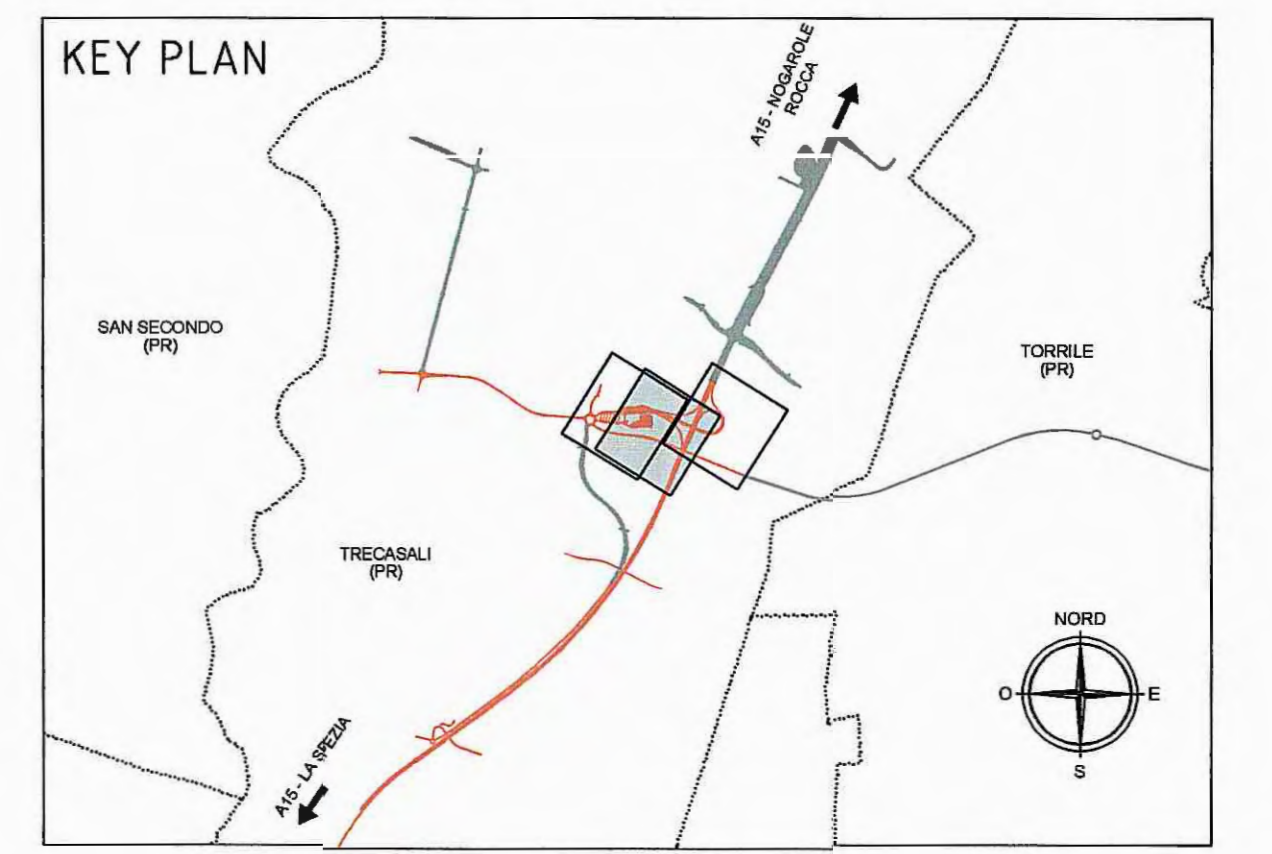 KEY PLAN
A15 - NOGAROLE
ROCCA
SAN SECONDO
(PR)
TORRILE
(PR)
TRECASALI
(PR)
NORD
O
E
S
A15 - LA SPEZIA